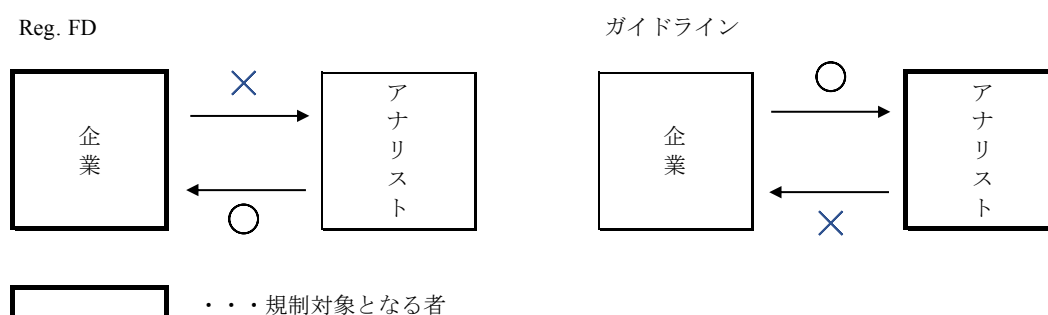 Reg. FD
企業
アナリスト
ガイドライン
企業
アナリスト
・・・規制対象となる者